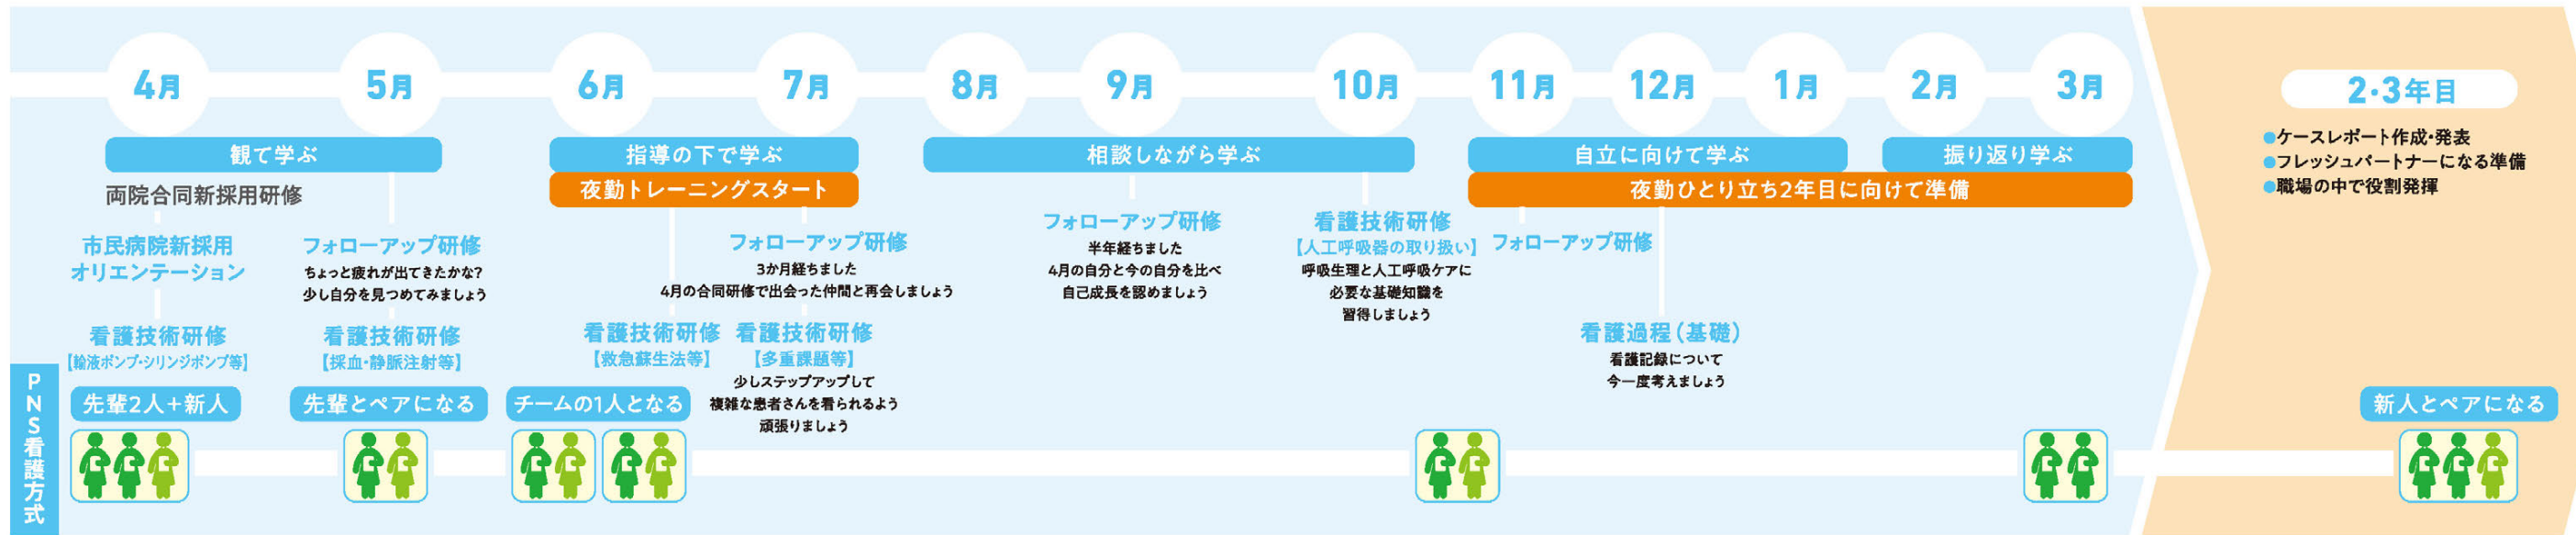 4月
5月
6月
7月
8月
9月
10月
11月
12月
1月
2月
3月
2・3年目
観て学ぶ
指導の下で学ぶ
相談しながら学ぶ
自立に向けて学ぶ
振り返り学ぶ
夜勤トレーニングスタート
夜勤ひとり立ち2年目に向けて準備
両院合同新採用研修
市民病院新採用
オリエンテーション
看護技術研修
【輸液ポンプ・シリンジポンプ等】
フォローアップ研修
ちょっと疲れが出てきたかな?
少し自分を見つめてみましょう
看護技術研修
【採血・静脈注射等】
看護技術研修
【救急蘇生法等】
フォローアップ研修
3か月経ちました
4月の合同研修で出会った仲間と再会しましょう
看護技術研修
【多重課題等】
少しステップアップして
複雑な患者さんを看られるよう
頑張りましょう
フォローアップ研修
半年経ちました
4月の自分と今の自分を比べ
自己成長を認めましょう
看護技術研修
【人工呼吸器の取り扱い】
呼吸生理と人工呼吸ケアに
必要な基礎知識を
習得しましょう
フォローアップ研修
看護過程(基礎)
看護記録について
今一度考えましょう
●ケースレポート作成・発表
●フレッシュパートナーになる準備
●職場の中で役割発揮
PNS看護方式
先輩2人+新人
先輩とペアになる
チームの1人となる
新人とペアになる